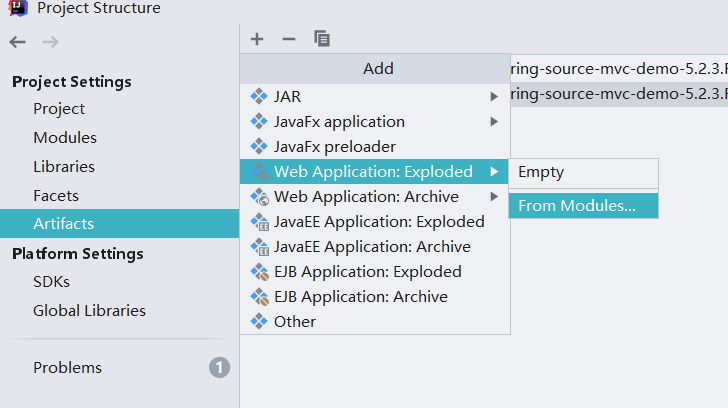 Project Structure
Project Settings
Project
Modules
Libraries
Facets
Artifacts
Platform Settings
SDKs
Global Libraries
Problems 1
Add
JAR
JavaFx application
JavaFx preloader
Web Application: Exploded
Web Application: Archive
JavaEE Application: Exploded
JavaEE Application: Archive
EJB Application: Exploded
EJB Application: Archive
Other
Empty
From Modules...
ring-source-mvc-demo-5.2.3.
ring-source-mvc-demo-5.2.3.